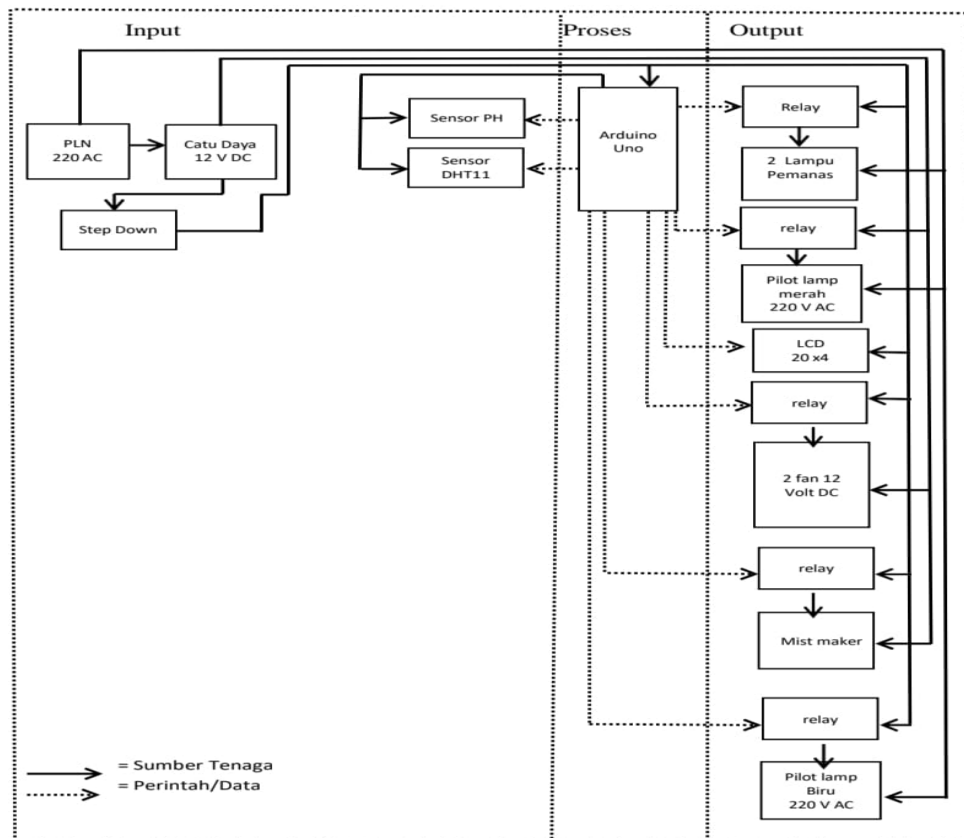 Input
Proses
Output
PLN
220 AC
Catu Daya
12 V DC
Step Down
Sensor PH
Sensor
DHT11
Arduino
Uno
Relay
2 Lampu
Pemanas
relay
Pilot lamp
merah
220 V AC
LCD
20 x4
relay
2 fan 12
Volt DC
relay
Mist maker
relay
Pilot lamp
Biru
220 V AC
= Sumber Tenaga
= Perintah/Data